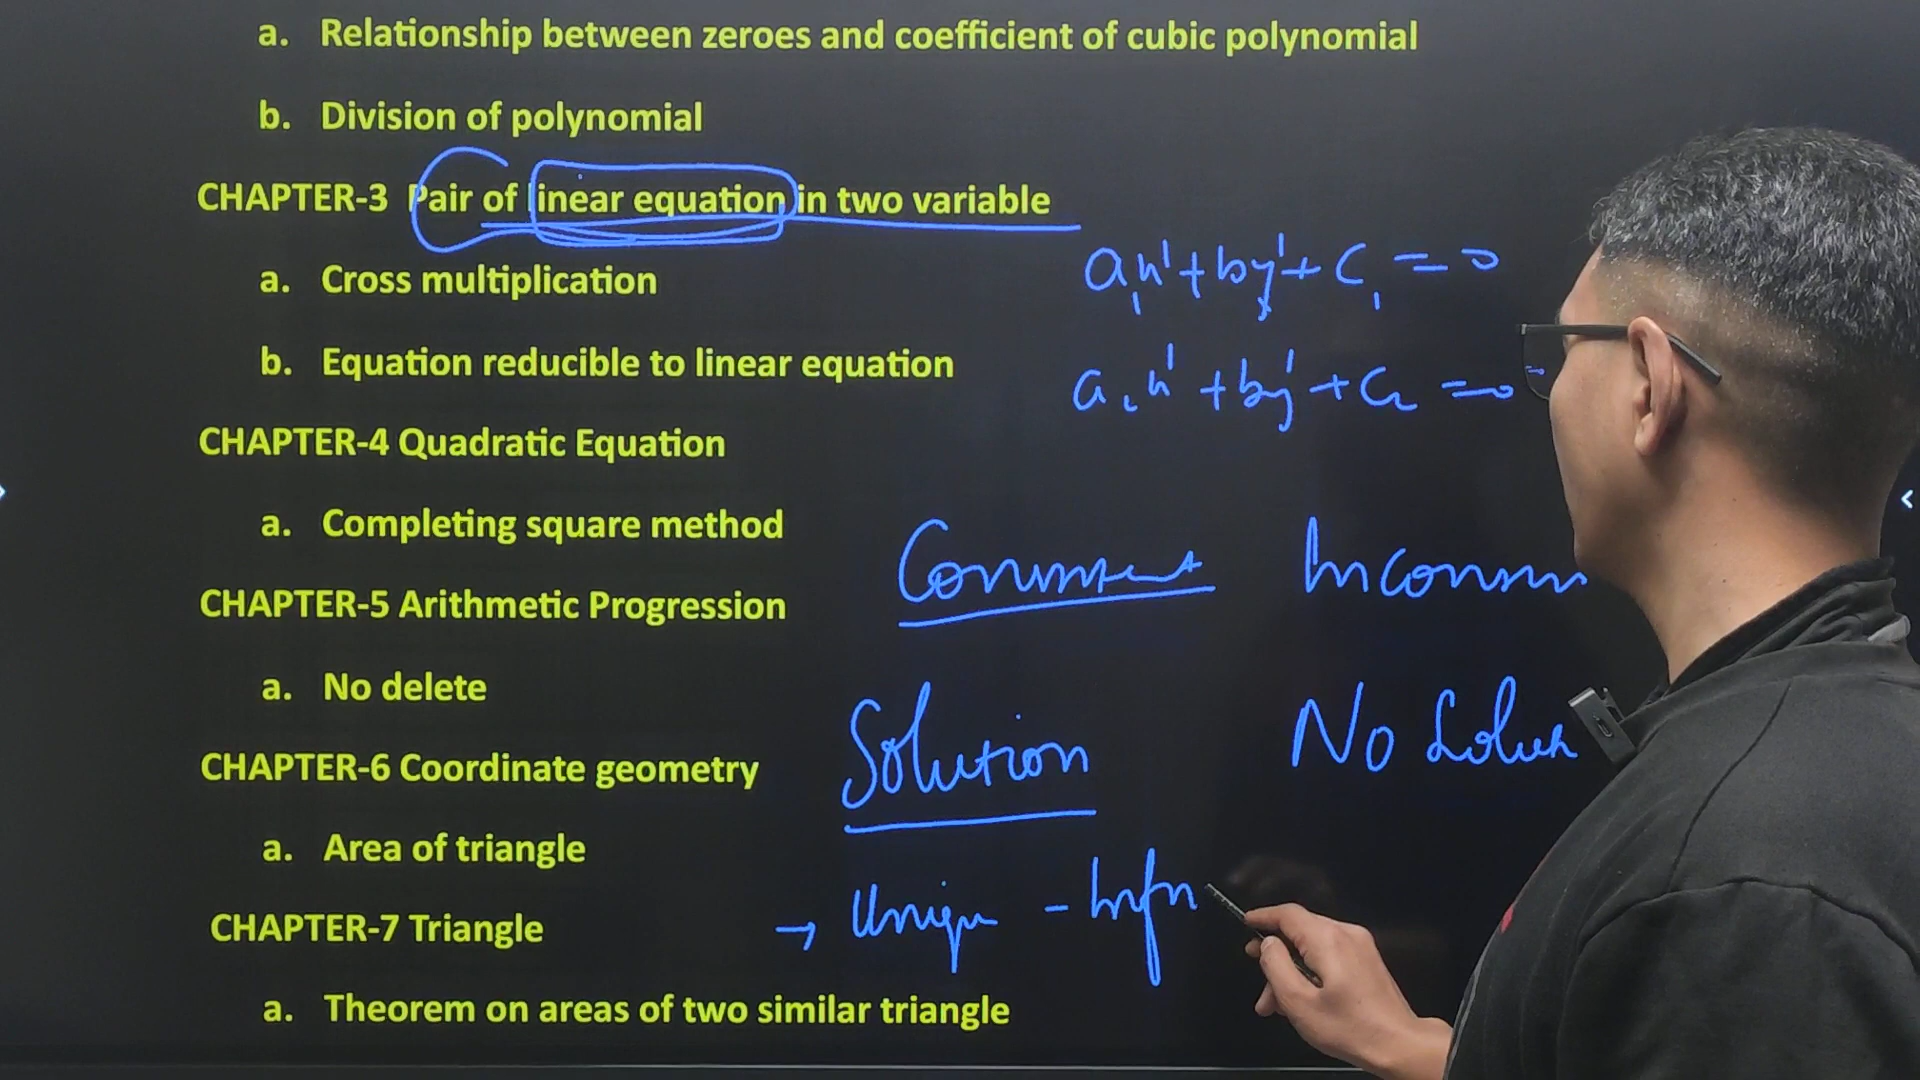 a. Relationship between zeroes and coefficient of cubic polynomial
b. Division of polynomial
CHAPTER-3 Pair of linear equation in two variable
a. Cross multiplication
b. Equation reducible to linear equation
CHAPTER-4 Quadratic Equation
a. Completing square method
CHAPTER-5 Arithmetic Progression
a. No delete
CHAPTER-6 Coordinate geometry
a. Area of triangle
CHAPTER-7 Triangle
a. Theorem on areas of two similar triangle
Solution
No
→ Uniqu - Infn